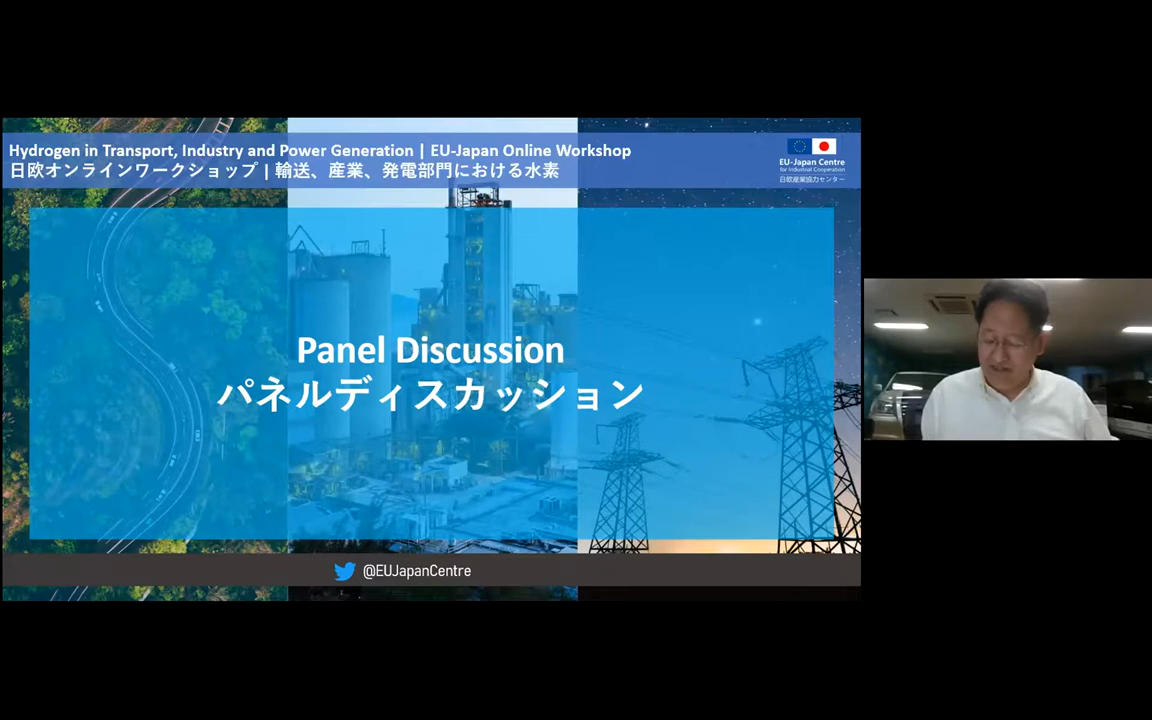 Hydrogen in Transport, Industry and Power Generation | EU-Japan Online Workshop
日欧オンラインワークショップ | 輸送、産業、発電部門における水素
EU-Japan Centre
for Industrial Cooperation
日欧産業協力センター
Panel Discussion
パネルディスカッション
@EUJapanCentre